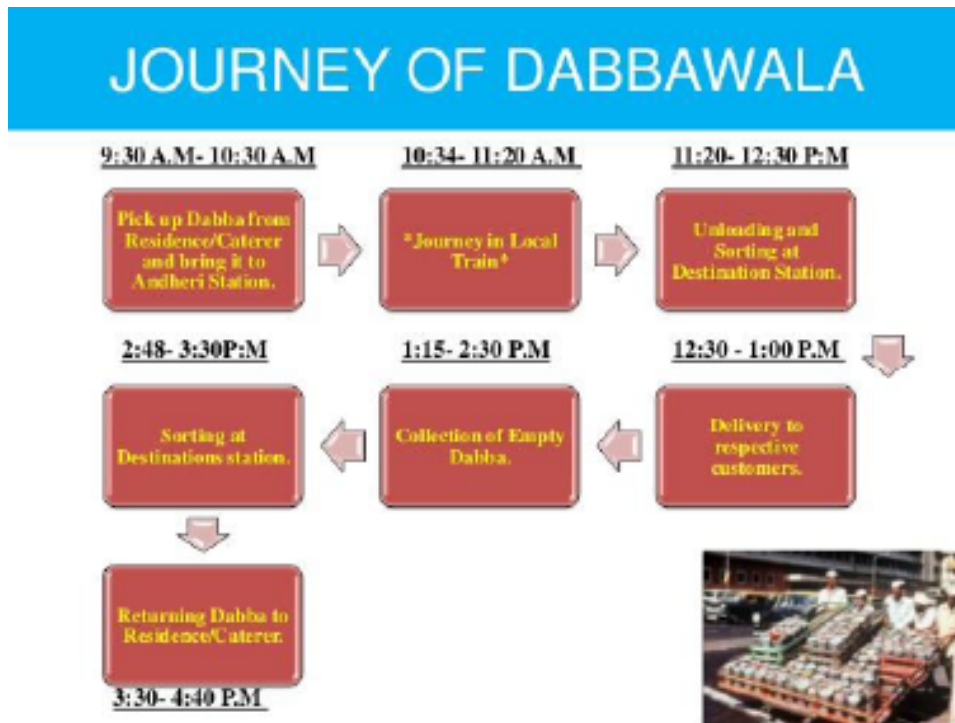 JOURNEY OF DABBAWALA
9:30 A.M- 10:30 A.M
Pick up Dabba from
Residence/Caterer
and bring it to
Andheri Station.
10:34- 11:20 A.M
*Journey in Local
Train*
11:20- 12:30 P:M
Unloading and
Sorting at
Destination Station.
12:30 - 1:00 P.M
Delivery to
respective
customers.
1:15- 2:30 P.M
Collection of Empty
Dabba.
2:48- 3:30P:M
Sorting at
Destinations station.
Returning Dabba to
Residence/Caterer.
3:30- 4:40 P.M